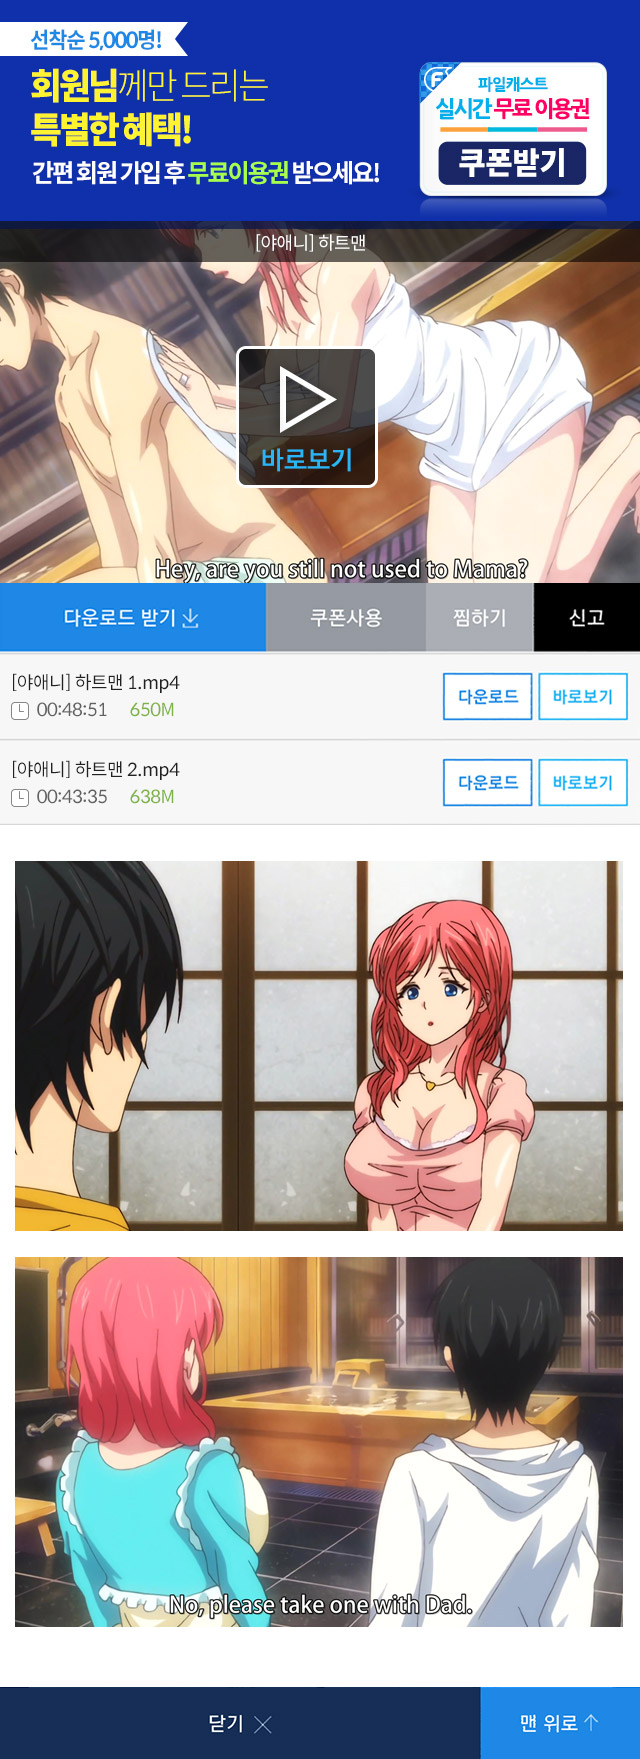 선착순 5,000명!
회원님께만 드리는
특별한 혜택!
간편 회원 가입 후 무료이용권 받으세요!
파일캐스트
실시간 무료 이용권
쿠폰받기
[야애니] 하트맨
바로보기
Hey, are you still not used to Mama?
다운로드 받기 쿠폰사용 찜하기 신고
[야애니] 하트맨 1.mp4
00:48:51 650M
다운로드 바로보기
[야애니] 하트맨 2.mp4
00:43:35 638M
다운로드 바로보기
No, please take one with Dad.
닫기 맨 위로